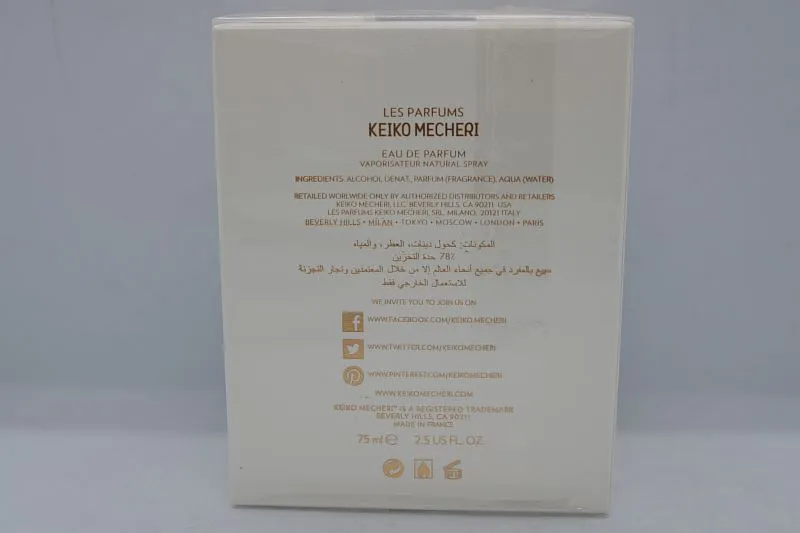 LES PARFUMS
KEIKO MECHERI
EAU DE PARFUM
VAPORISATEUR NATURAL SPRAY
INGREDIENTS: ALCOHOL DENAT., PARFUM (FRAGRANCE), AQUA (WATER)
RETAILED WORLWIDE ONLY BY AUTHORIZED DISTRIBUTORS AND RETAILERS
KEIKO MECHERI, LLC. BEVERLY HILLS, CA 90211 USA
LES PARFUMS KEIKO MECHERI, SRL. MILANO, 20121 ITALY
BEVERLY HILLS • MILAN • TOKYO • MOSCOW • LONDON • PARIS
المكونات: كحول دينات، العطر، والمياه
78% حدة التخزين
بيع بالمفرد في جميع أنحاء العالم إلا من خلال المعتمدين وتجار التجزئة
للاستعمال الخارجي فقط
WE INVITE YOU TO JOIN US ON
WWW.FACEBOOK.COM/KEIKO.MECHERI
WWW.TWITTER.COM/KEIKOMECHERI
WWW.PINTEREST.COM/KEIKOMECHERI
WWW.KEIKOMECHERI.COM
KEIKO MECHERI® IS A REGISTERED TRADEMARK
BEVERLY HILLS, CA 90211
MADE IN FRANCE
75 ml e 2.5 US FL. OZ.